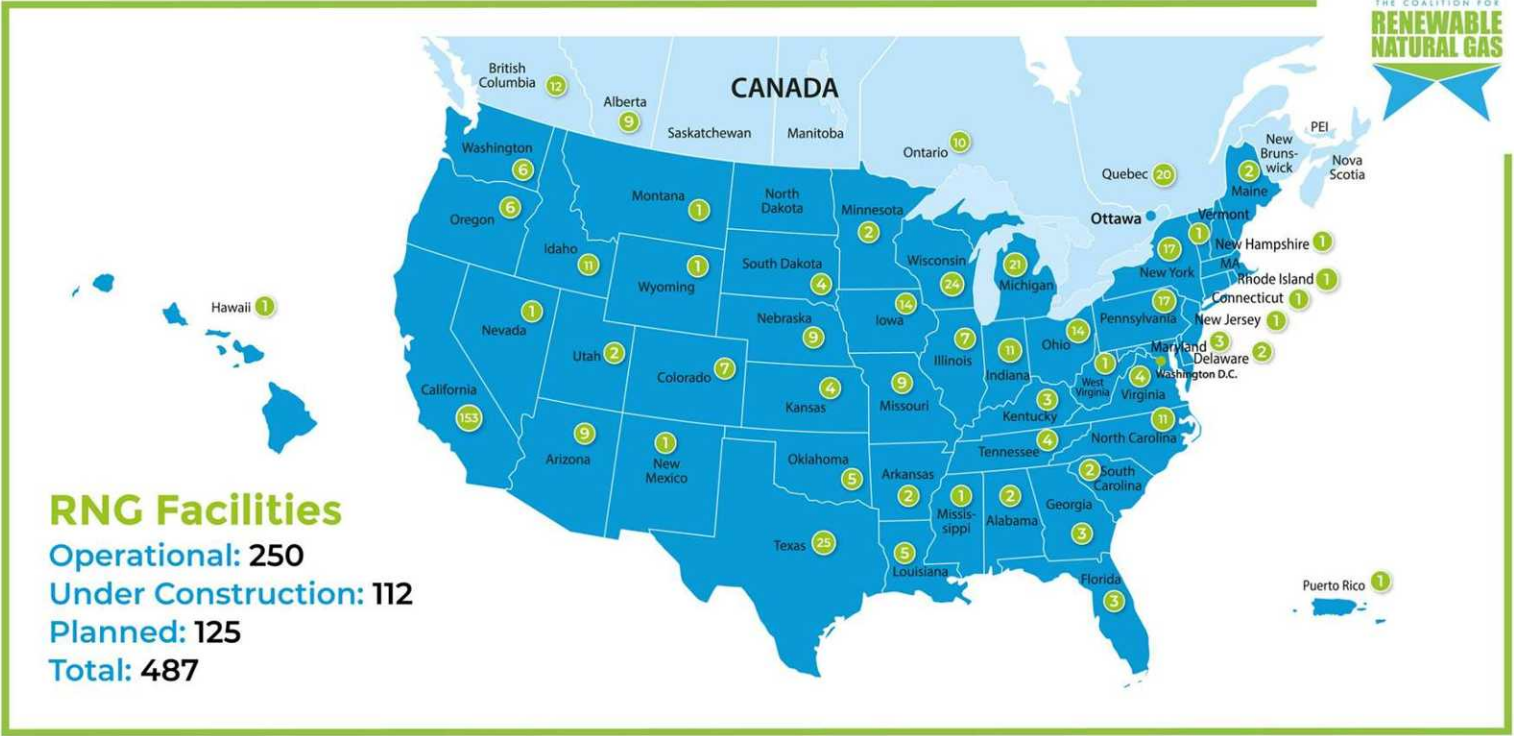 THE COALITION FOR
RENEWABLE
NATURAL GAS
CANADA
British
Columbia
12
Alberta
9
Saskatchewan
Manitoba
Ontario
10
Quebec
20
PEI
New
Bruns-
wick
Nova
Scotia
Ottawa
Washington
6
Oregon
6
Montana
1
North
Dakota
Minnesota
2
Idaho
11
Wyoming
1
South Dakota
4
Wisconsin
24
Michigan
21
New York
17
Vermont
1
Maine
2
New Hampshire
1
MA
Rhode Island
1
Connecticut
1
New Jersey
1
Maryland
3
Delaware
2
Washington D.C.
Hawaii
1
Nevada
1
Utah
2
Colorado
7
Nebraska
9
Iowa
14
Illinois
7
Indiana
11
Ohio
14
Pennsylvania
17
West
Virginia
1
Virginia
4
California
153
Arizona
9
New
Mexico
1
Kansas
4
Missouri
9
Kentucky
3
Tennessee
4
North Carolina
11
South
Carolina
2
Oklahoma
5
Arkansas
2
Missis-
sippi
1
Alabama
2
Georgia
3
Texas
25
Louisiana
5
Florida
3
Puerto Rico
1
RNG Facilities
Operational: 250
Under Construction: 112
Planned: 125
Total: 487